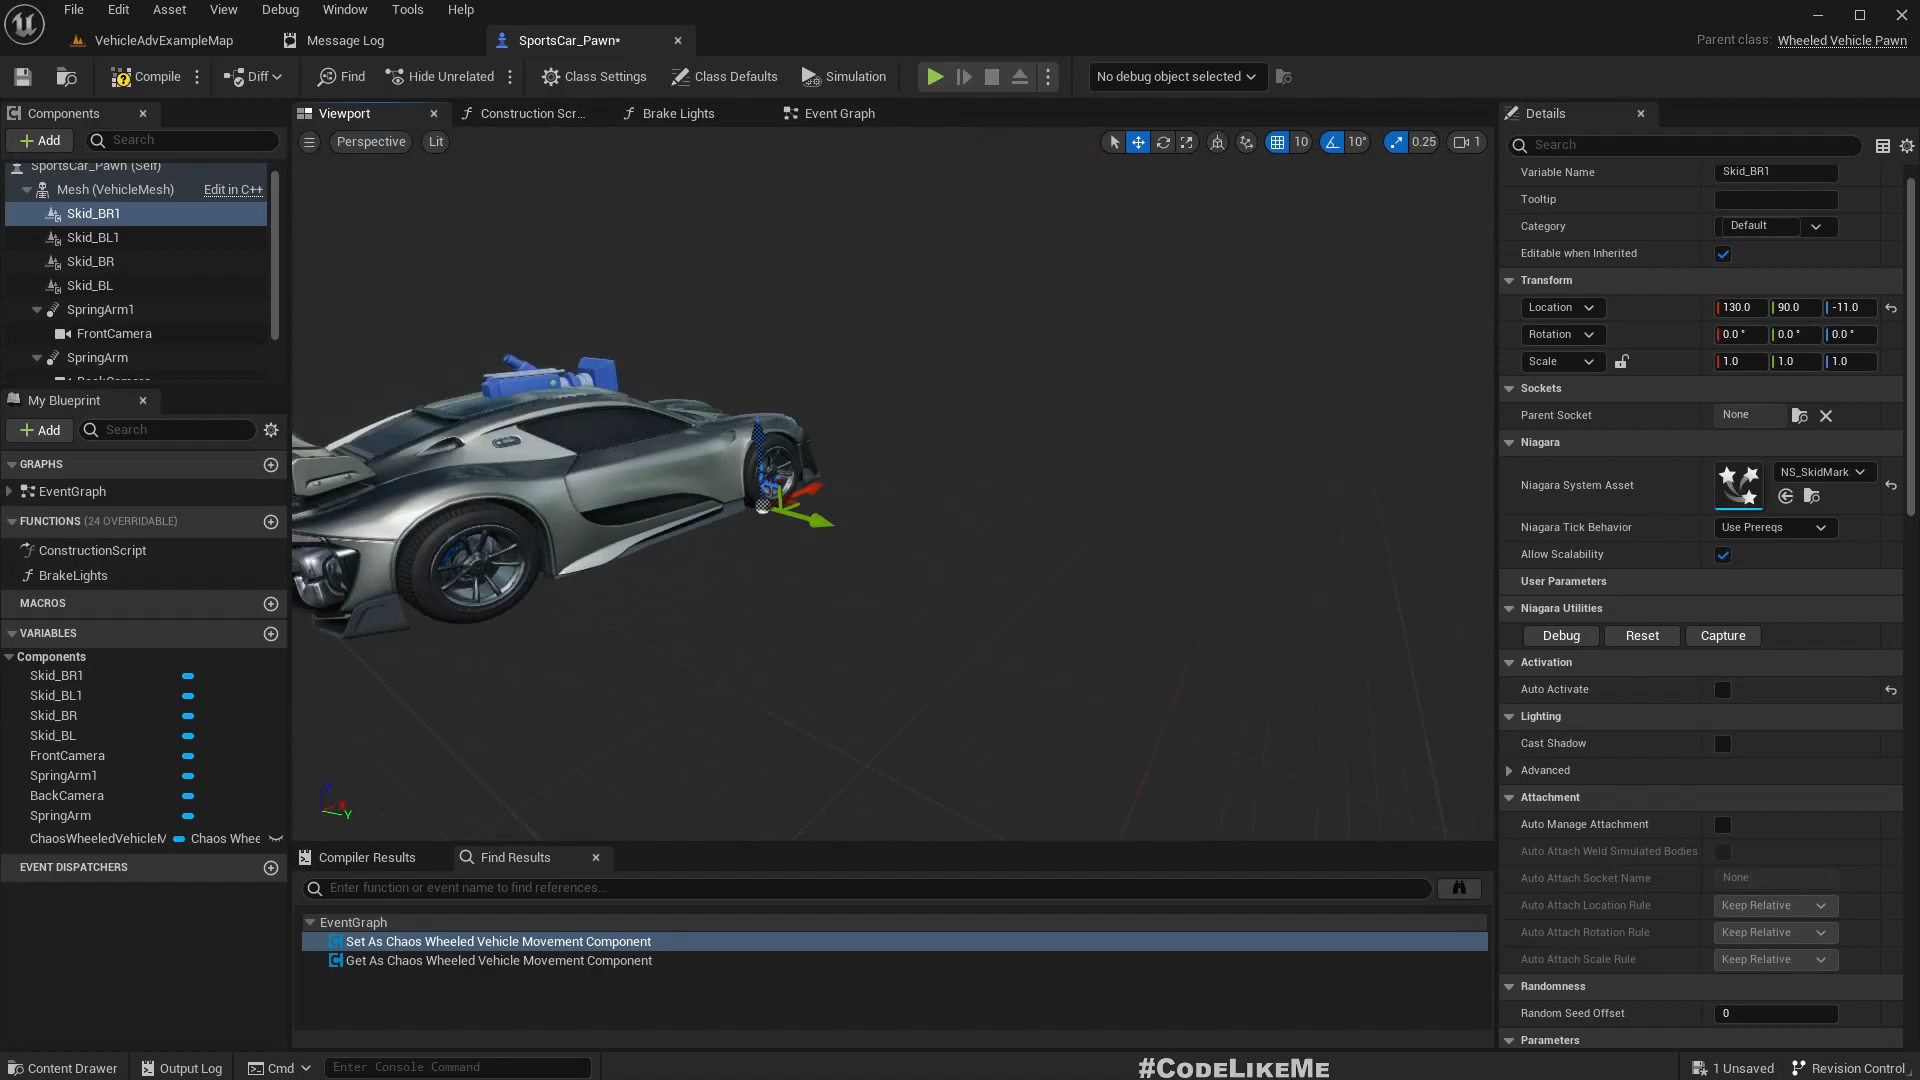 File Edit Asset View Debug Window Tools Help
VehicleAdvExampleMap Message Log SportsCar_Pawn*
Parent class: Wheeled Vehicle Pawn
Compile Diff Find Hide Unrelated Class Settings Class Defaults Simulation No debug object selected
Components
Add Search
SportsCar_Pawn (Self)
Mesh (VehicleMesh) Edit in C++
Skid_BR1
Skid_BL1
Skid_BR
Skid_BL
SpringArm1
FrontCamera
SpringArm
My Blueprint
Add Search
GRAPHS
EventGraph
FUNCTIONS (24 OVERRIDABLE)
ConstructionScript
BrakeLights
MACROS
VARIABLES
Components
Skid_BR1
Skid_BL1
Skid_BR
Skid_BL
FrontCamera
SpringArm1
BackCamera
SpringArm
ChaosWheeledVehicleM Chaos Whee
EVENT DISPATCHERS
Viewport Construction Scr... Brake Lights Event Graph
Perspective Lit 10 10° 0.25 1
Z X Y
Compiler Results Find Results
Enter function or event name to find references...
EventGraph
Set As Chaos Wheeled Vehicle Movement Component
Get As Chaos Wheeled Vehicle Movement Component
Details
Search
Variable Name Skid_BR1
Tooltip
Category Default
Editable when Inherited
Transform
Location 130.0 90.0 -11.0
Rotation 0.0 ° 0.0 ° 0.0 °
Scale 1.0 1.0 1.0
Sockets
Parent Socket None
Niagara
Niagara System Asset NS_SkidMark
Niagara Tick Behavior Use Prereqs
Allow Scalability
User Parameters
Niagara Utilities
Debug Reset Capture
Activation
Auto Activate
Lighting
Cast Shadow
Advanced
Attachment
Auto Manage Attachment
Auto Attach Weld Simulated Bodies
Auto Attach Socket Name None
Auto Attach Location Rule Keep Relative
Auto Attach Rotation Rule Keep Relative
Auto Attach Scale Rule Keep Relative
Randomness
Random Seed Offset 0
Parameters
Content Drawer Output Log Cmd Enter Console Command #CodeLikeMe 1 Unsaved Revision Control